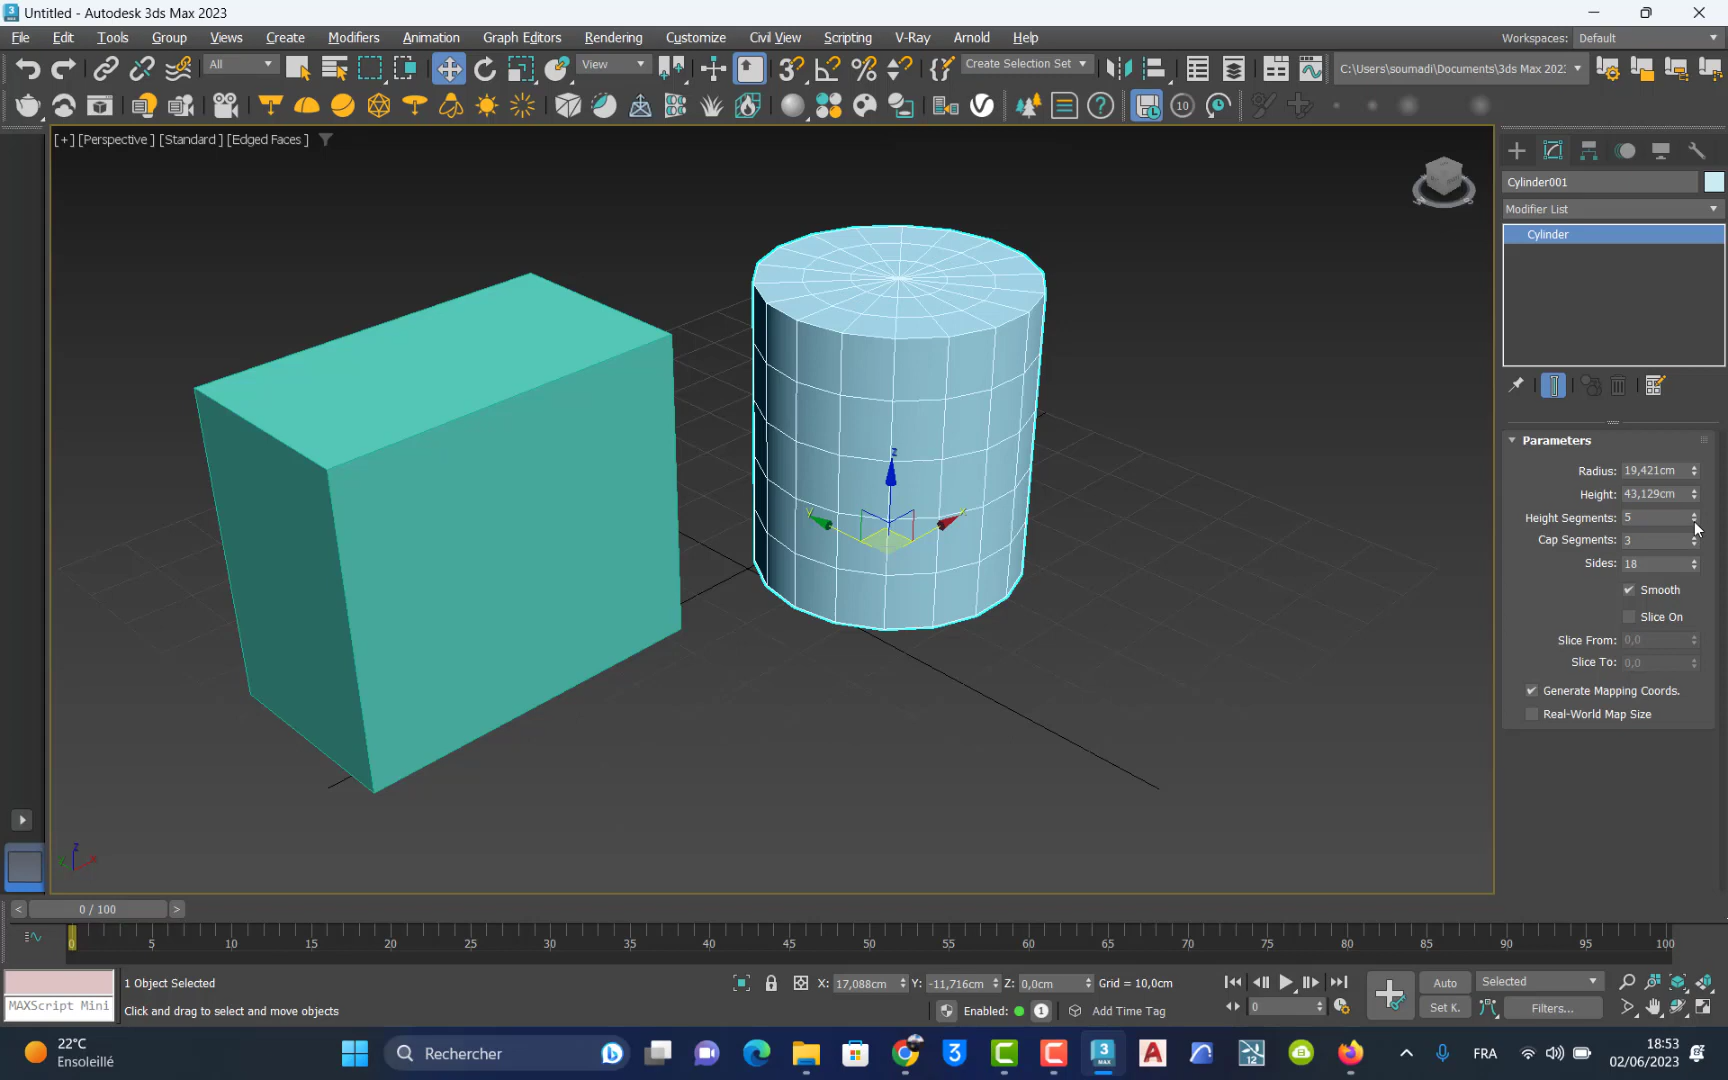 Untitled - Autodesk 3ds Max 2023
File Edit Tools Group Views Create Modifiers Animation Graph Editors Rendering Customize Civil View Scripting V-Ray Arnold Help Workspaces: Default
All View Create Selection Set C:\Users\soumadi\Documents\3ds Max 202
10
[+] [Perspective ] [Standard ] [Edged Faces ]
Cylinder001
Modifier List
Cylinder
Parameters
Radius: 19,421cm
Height: 43,129cm
Height Segments: 5
Cap Segments: 3
Sides: 18
Smooth
Slice On
Slice From: 0,0
Slice To: 0,0
Generate Mapping Coords.
Real-World Map Size
z
y x
z
< 0 / 100 >
0 5 10 15 20 25 30 35 40 45 50 55 60 65 70 75 80 85 90 95 100
1 Object Selected X: 17,088cm Y: -11,716cm Z: 0,0cm Grid = 10,0cm Auto Selected
MAXScript Mini Click and drag to select and move objects Enabled: 1 Add Time Tag 0 Set K. Filters...
22°C
Ensoleillé
Rechercher
3
MAX
12
FRA
18:53
02/06/2023